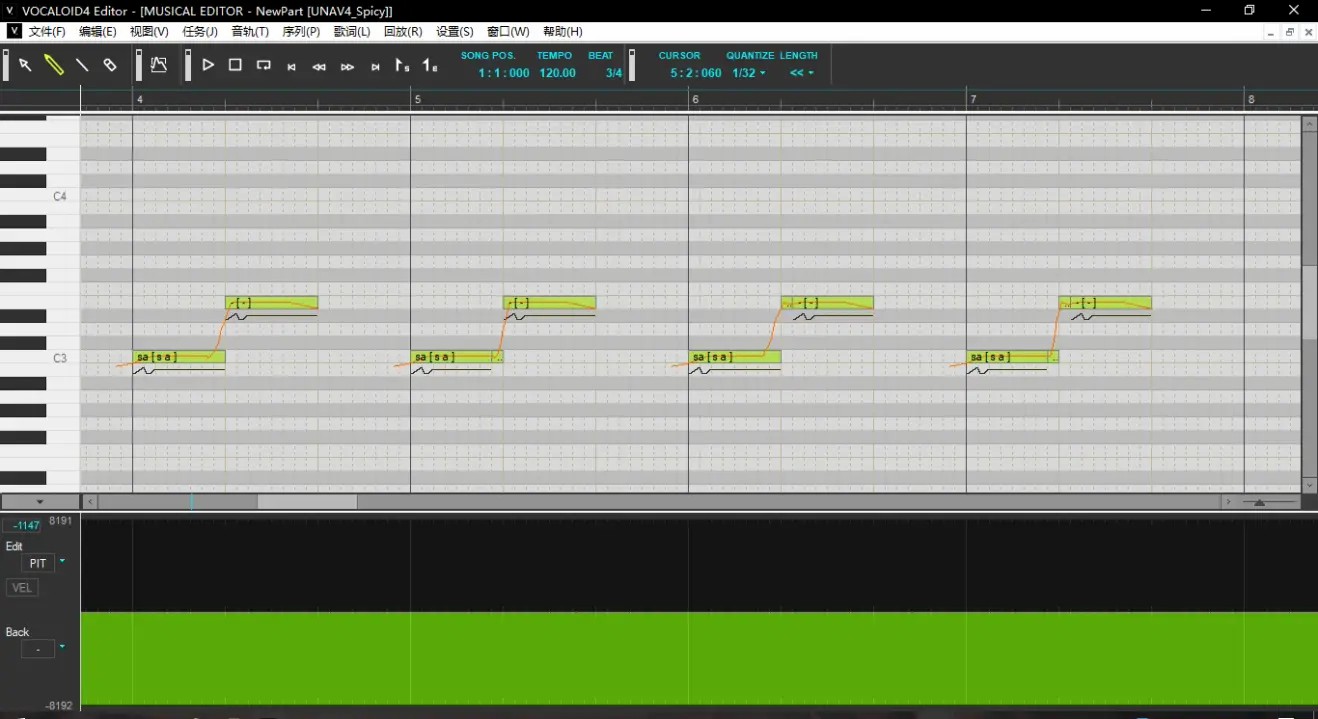 VOCALOID4 Editor - [MUSICAL EDITOR - NewPart [UNAV4_Spicy]]
文件(F) 编辑(E) 视图(V) 任务(J) 音轨(T) 序列(P) 歌词(L) 回放(R) 设置(S) 窗口(W) 帮助(H)
SONG POS. TEMPO BEAT CURSOR QUANTIZE LENGTH
1:1:000 120.00 3/4 5:2:060 1/32 <<
4 5 6 7 8
C4
-[-] -[-] -[-] -[-]
C3 sa[s a] sa[s a] sa[s a] sa[s a]
-1147 8191
Edit
PIT
VEL
Back
-
-8192